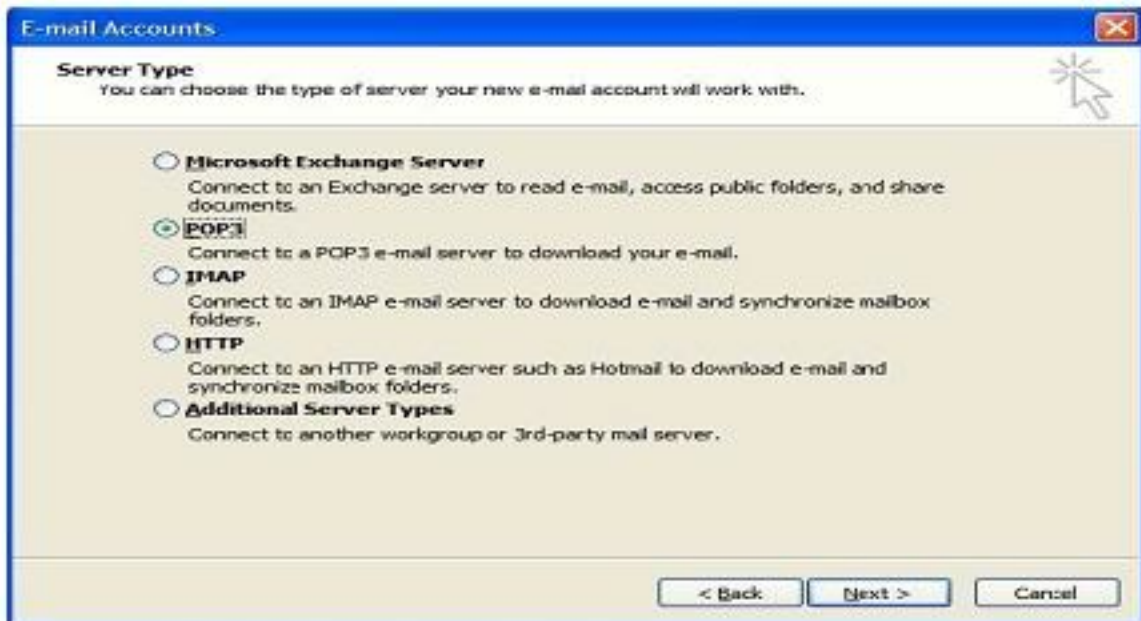 E-mail Accounts
Server Type
You can choose the type of server your new e-mail account will work with.
Microsoft Exchange Server
Connect to an Exchange server to read e-mail, access public folders, and share
documents.
POP3
Connect to a POP3 e-mail server to download your e-mail.
IMAP
Connect to an IMAP e-mail server to download e-mail and synchronize mailbox
folders.
HTTP
Connect to an HTTP e-mail server such as Hotmail to download e-mail and
synchronize mailbox folders.
Additional Server Types
Connect to another workgroup or 3rd-party mail server.
< Back Next > Cancel